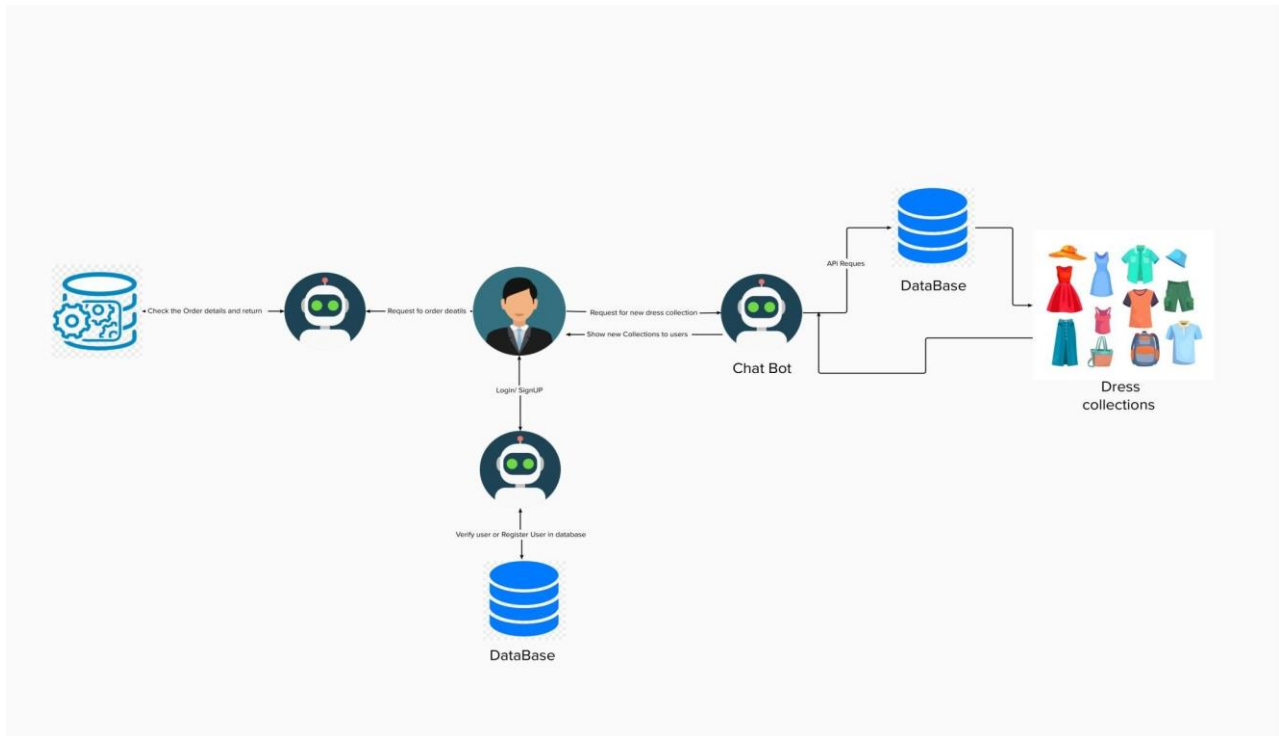 API Reques
DataBase
Check the Order details and return
Request to order deatils
Request for new dress collection
Show new Collections to users
Chat Bot
Dress
collections
Login/ SignUP
Verify user or Register User in database
DataBase